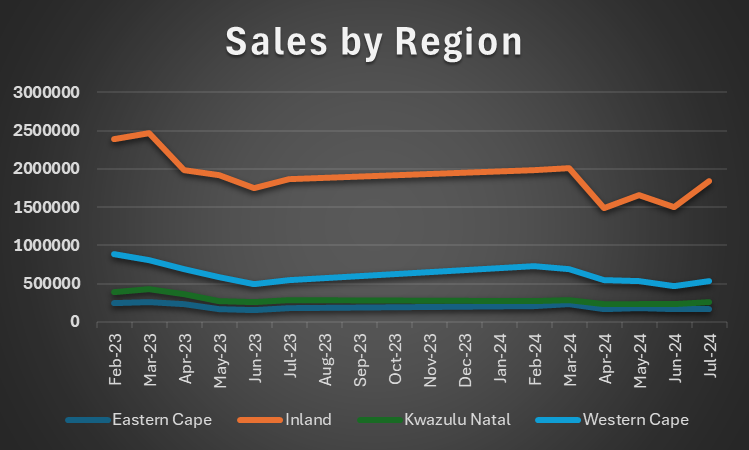 Sales by Region
3000000
2500000
2000000
1500000
1000000
500000
0
Feb-23 Mar-23 Apr-23 May-23 Jun-23 Jul-23 Aug-23 Sep-23 Oct-23 Nov-23 Dec-23 Jan-24 Feb-24 Mar-24 Apr-24 May-24 Jun-24 Jul-24
Eastern Cape Inland Kwazulu Natal Western Cape